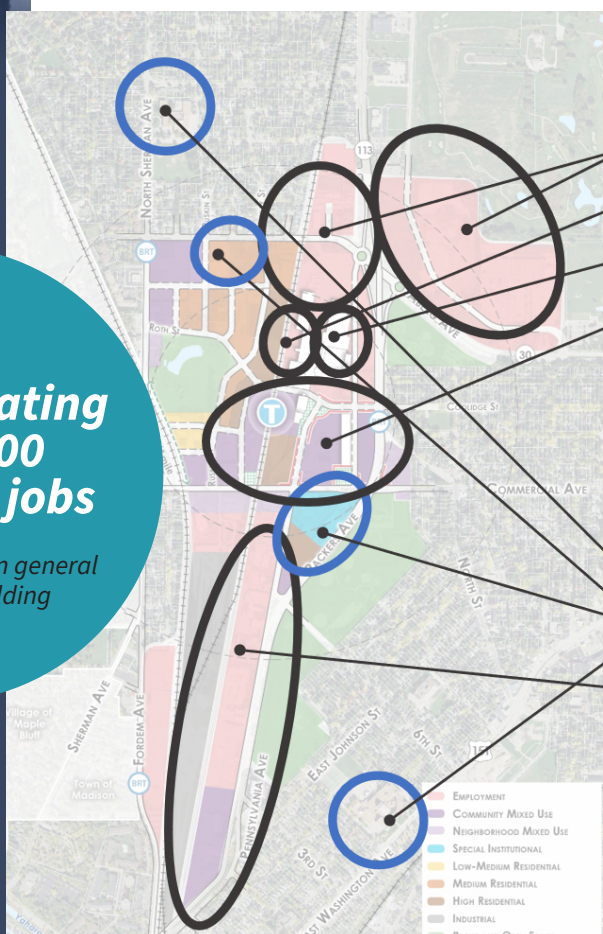 North Sherman Ave
113
BRT
Roth St
30
Coolidge St
T
Commercial Ave
Packers Ave
North St
ating
00
jobs
n general
lding
Sherman Ave
Fordem Ave
Village of
Maple
Bluff
Town of
Madison
BRT
Pennsylvania Ave
East Johnson St
6th St
151
3rd St
East Washington Ave
Employment
Community Mixed Use
Neighborhood Mixed Use
Special Institutional
Low-Medium Residential
Medium Residential
High Residential
Industrial